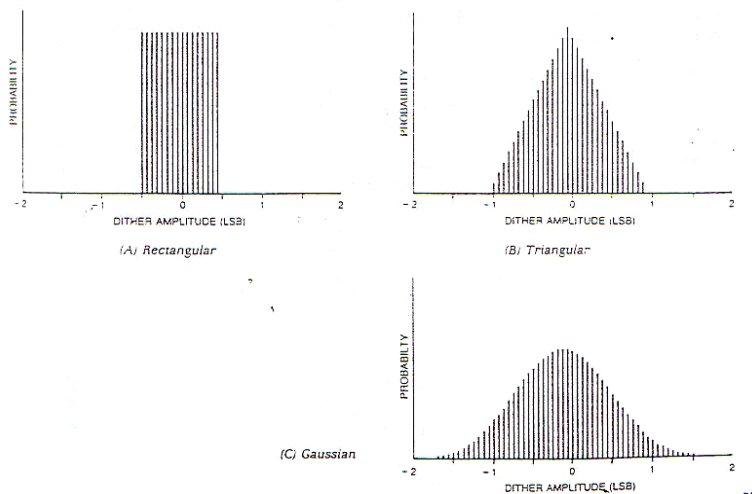 PROBABILITY
-2 -1 0 1 2
DITHER AMPLITUDE (LSB)
(A) Rectangular
PROBABILITY
-2 -1 0 1 2
DITHER AMPLITUDE (LSB)
(B) Triangular
(C) Gaussian
PROBABILTY
-2 -1 0 1 2
DITHER AMPLITUDE (LSB)